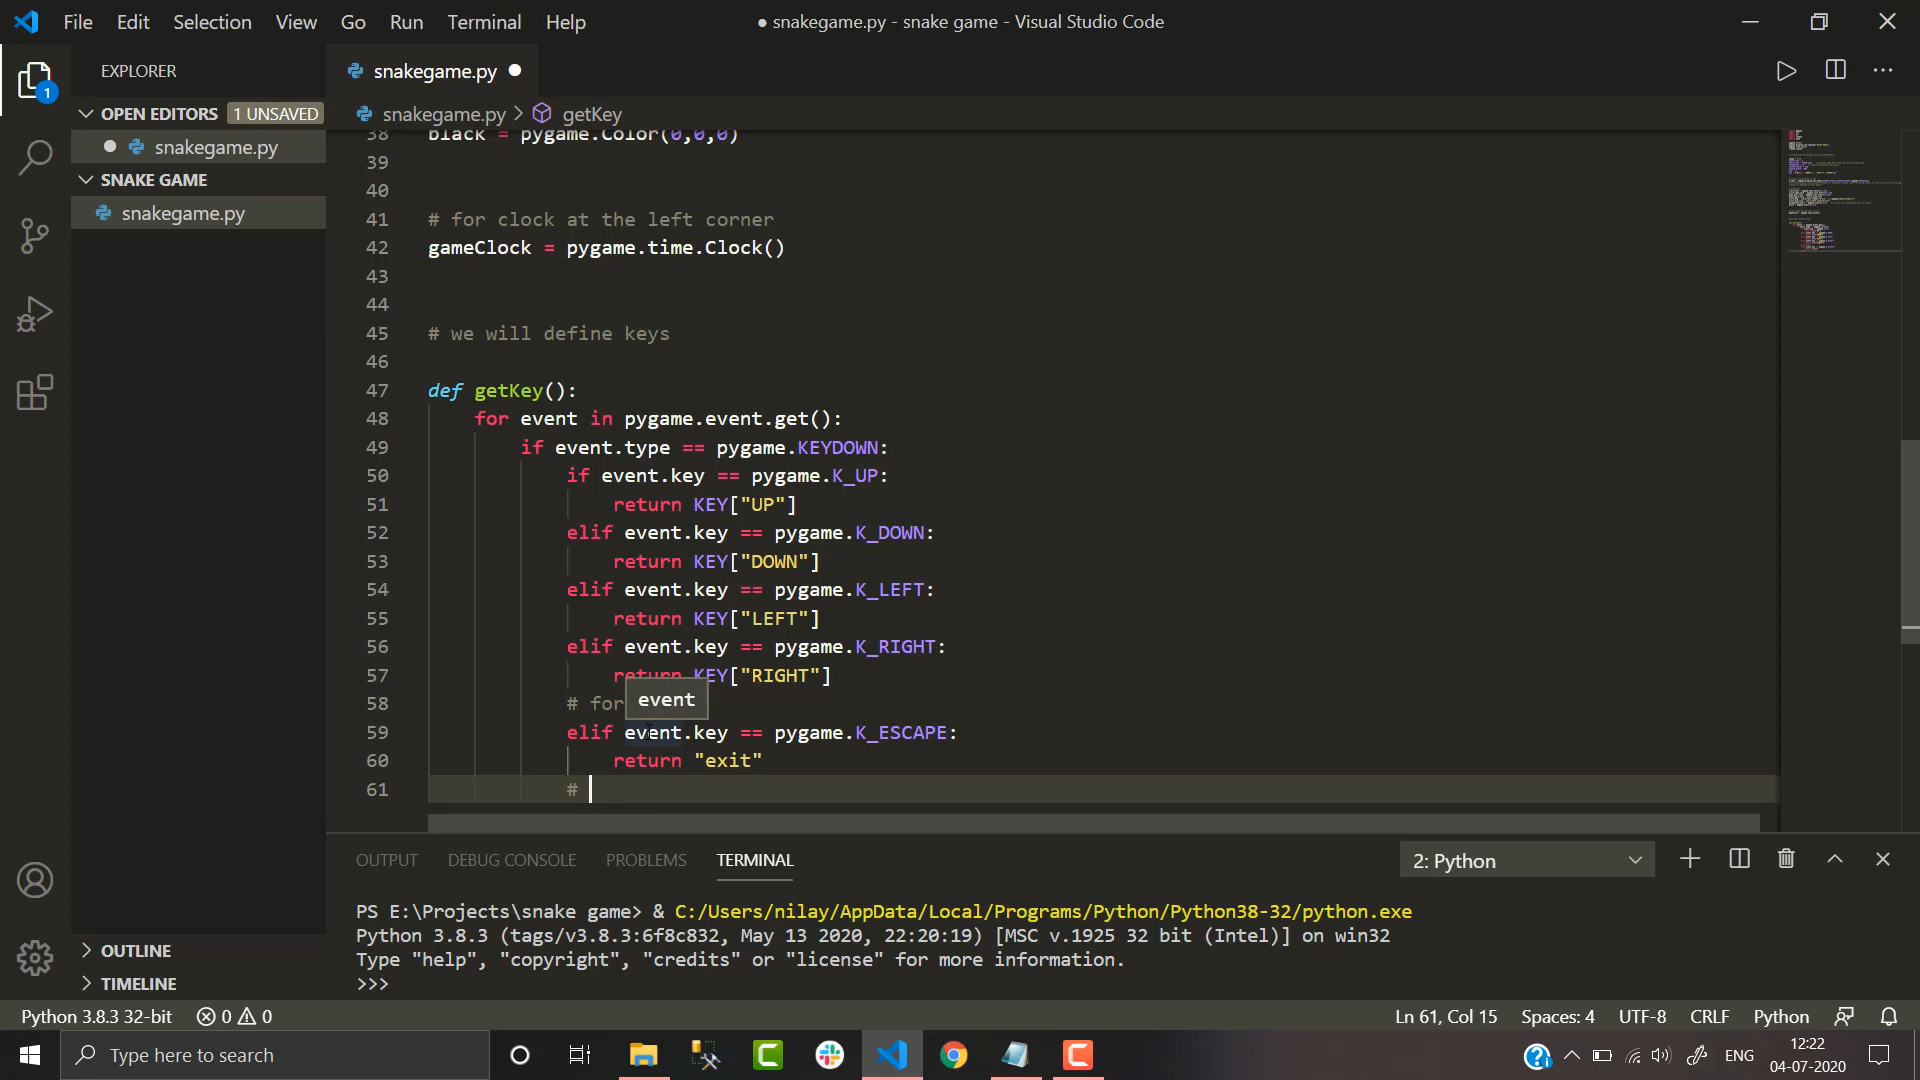 File Edit Selection View Go Run Terminal Help ● snakegame.py - snake game - Visual Studio Code
EXPLORER
snakegame.py
1
OPEN EDITORS 1 UNSAVED
snakegame.py
SNAKE GAME
snakegame.py
OUTLINE
TIMELINE
snakegame.py > getKey
38 black = pygame.Color(0,0,0)
39
40
41 # for clock at the left corner
42 gameClock = pygame.time.Clock()
43
44
45 # we will define keys
46
47 def getKey():
48 for event in pygame.event.get():
49 if event.type == pygame.KEYDOWN:
50 if event.key == pygame.K_UP:
51 return KEY["UP"]
52 elif event.key == pygame.K_DOWN:
53 return KEY["DOWN"]
54 elif event.key == pygame.K_LEFT:
55 return KEY["LEFT"]
56 elif event.key == pygame.K_RIGHT:
57 return KEY["RIGHT"]
58 # for
event
59 elif event.key == pygame.K_ESCAPE:
60 return "exit"
61 #
OUTPUT DEBUG CONSOLE PROBLEMS TERMINAL 2: Python
PS E:\Projects\snake game> & C:/Users/nilay/AppData/Local/Programs/Python/Python38-32/python.exe
Python 3.8.3 (tags/v3.8.3:6f8c832, May 13 2020, 22:20:19) [MSC v.1925 32 bit (Intel)] on win32
Type "help", "copyright", "credits" or "license" for more information.
>>>
Python 3.8.3 32-bit 0 0 Ln 61, Col 15 Spaces: 4 UTF-8 CRLF Python
Type here to search ENG 12:22
04-07-2020